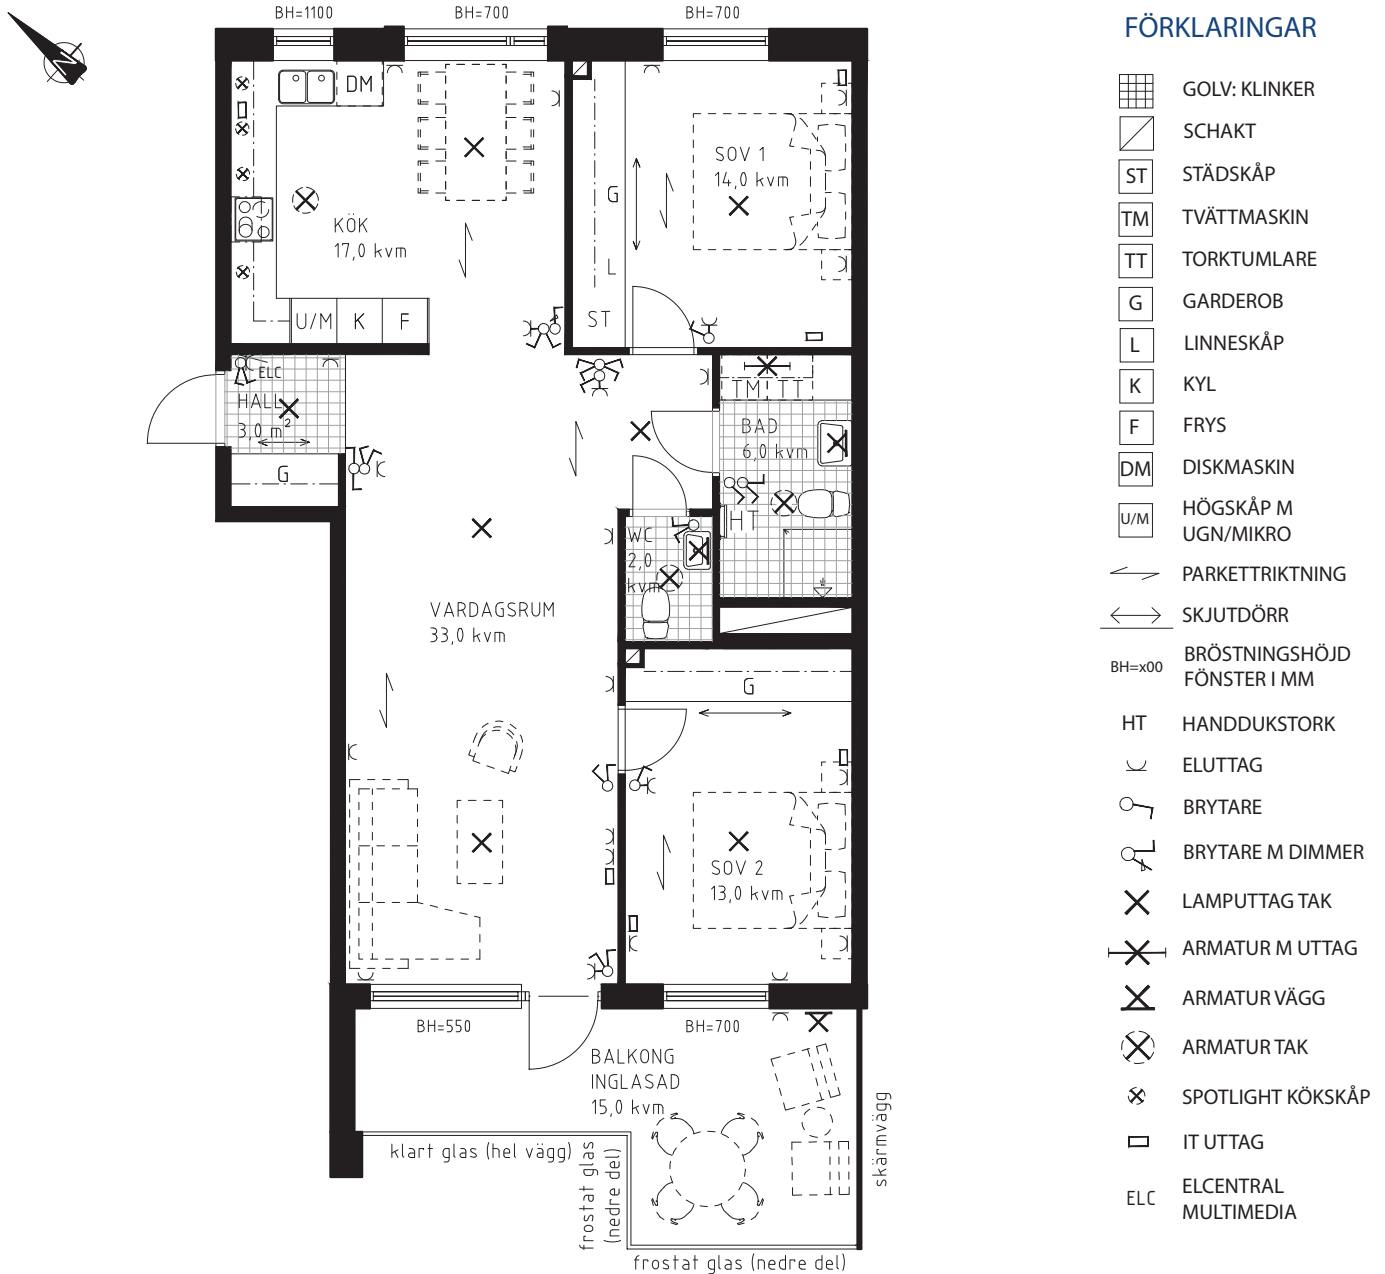 BH=1100
BH=700
BH=700
DM
KÖK
17,0 kvm
U/M
K
F
SOV 1
14,0 kvm
G
L
ST
ELC
HALL
3,0 m²
G
TM
TT
BAD
6,0 kvm
HT
WC
2,0
kvm
VARDAGSRUM
33,0 kvm
G
SOV 2
13,0 kvm
BH=550
BH=700
BALKONG
INGLASAD
15,0 kvm
klart glas (hel vägg)
frostat glas
(nedre del)
frostat glas (nedre del)
skärmvägg
N
FÖRKLARINGAR
GOLV: KLINKER
SCHAKT
ST STÄDSKÅP
TM TVÄTTMASKIN
TT TORKTUMLARE
G GARDEROB
L LINNESKÅP
K KYL
F FRYS
DM DISKMASKIN
U/M HÖGSKÅP M
UGN/MIKRO
PARKETTRIKTNING
SKJUTDÖRR
BH=x00 BRÖSTNINGSHÖJD
FÖNSTER I MM
HT HANDDUKSTORK
ELUTTAG
BRYTARE
BRYTARE M DIMMER
LAMPUTTAG TAK
ARMATUR M UTTAG
ARMATUR VÄGG
ARMATUR TAK
SPOTLIGHT KÖKSKÅP
IT UTTAG
ELC ELCENTRAL
MULTIMEDIA